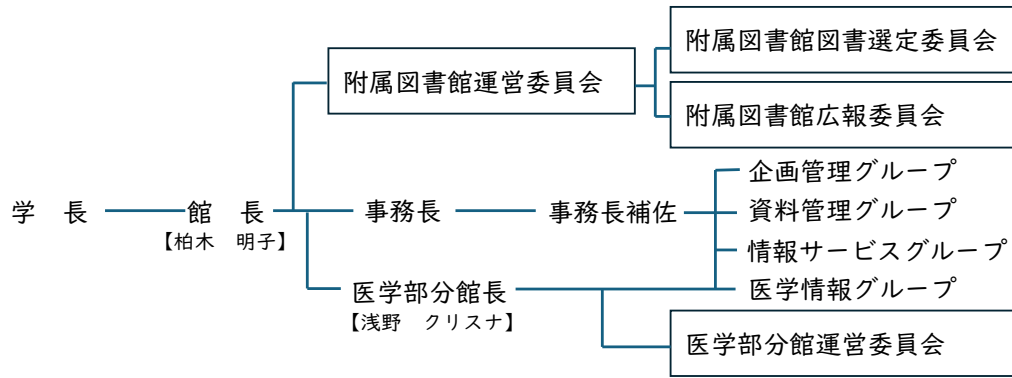 附属図書館図書選定委員会
附属図書館運営委員会
附属図書館広報委員会
企画管理グループ
学　長
館　長
事務長
事務長補佐
資料管理グループ
【柏木　明子】
情報サービスグループ
医学部分館長
医学情報グループ
【浅野　クリスナ】
医学部分館運営委員会